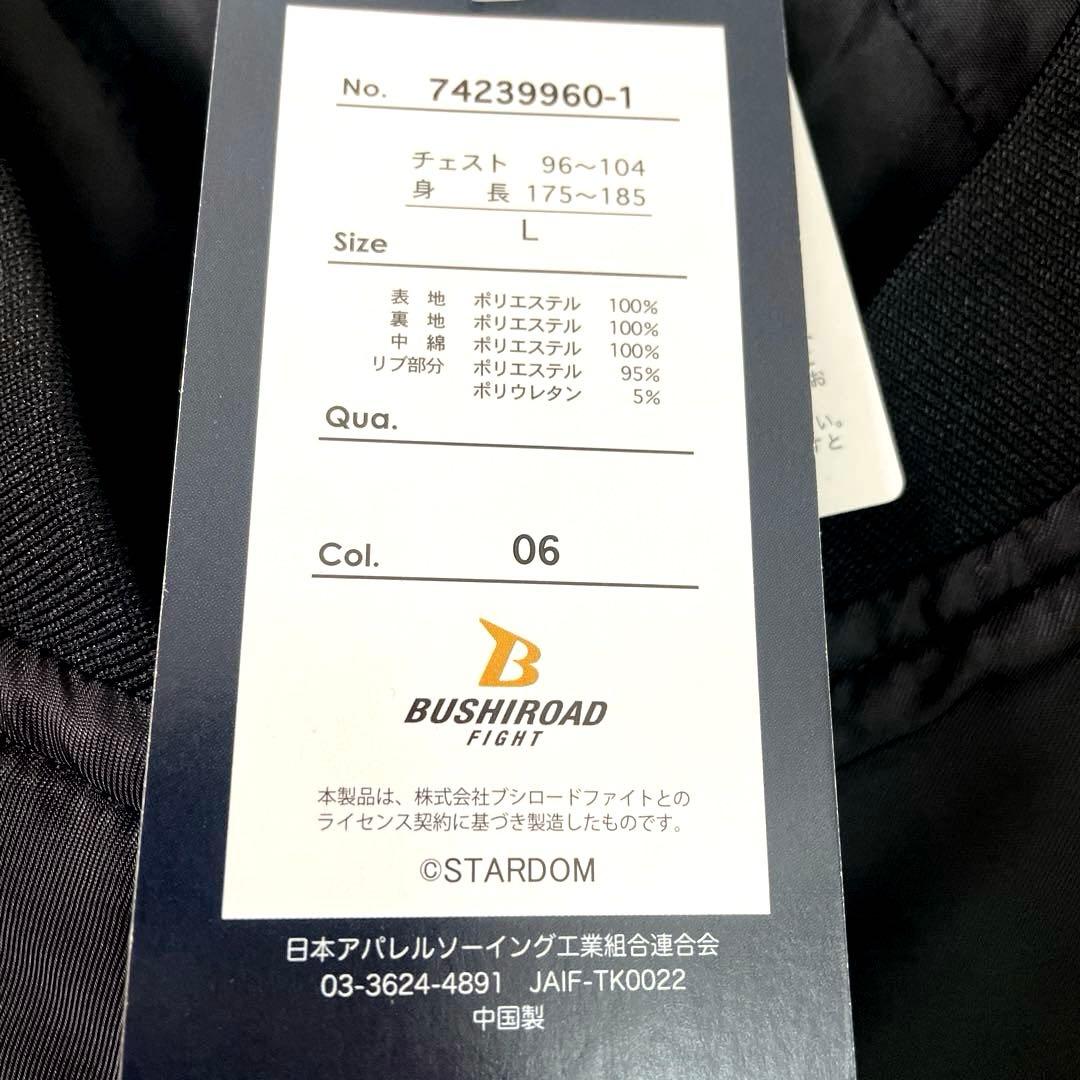 No. 74239960-1
チェスト 96～104
身 長 175～185
Size L
表 地 ポリエステル 100%
裏 地 ポリエステル 100%
中 綿 ポリエステル 100%
リブ部分 ポリエステル 95%
ポリウレタン 5%
Qua.
Col. 06
B
BUSHIROAD
FIGHT
本製品は、株式会社ブシロードファイトとの
ライセンス契約に基づき製造したものです。
©STARDOM
日本アパレルソーイング工業組合連合会
03-3624-4891 JAIF-TK0022
中国製
お
い。
と